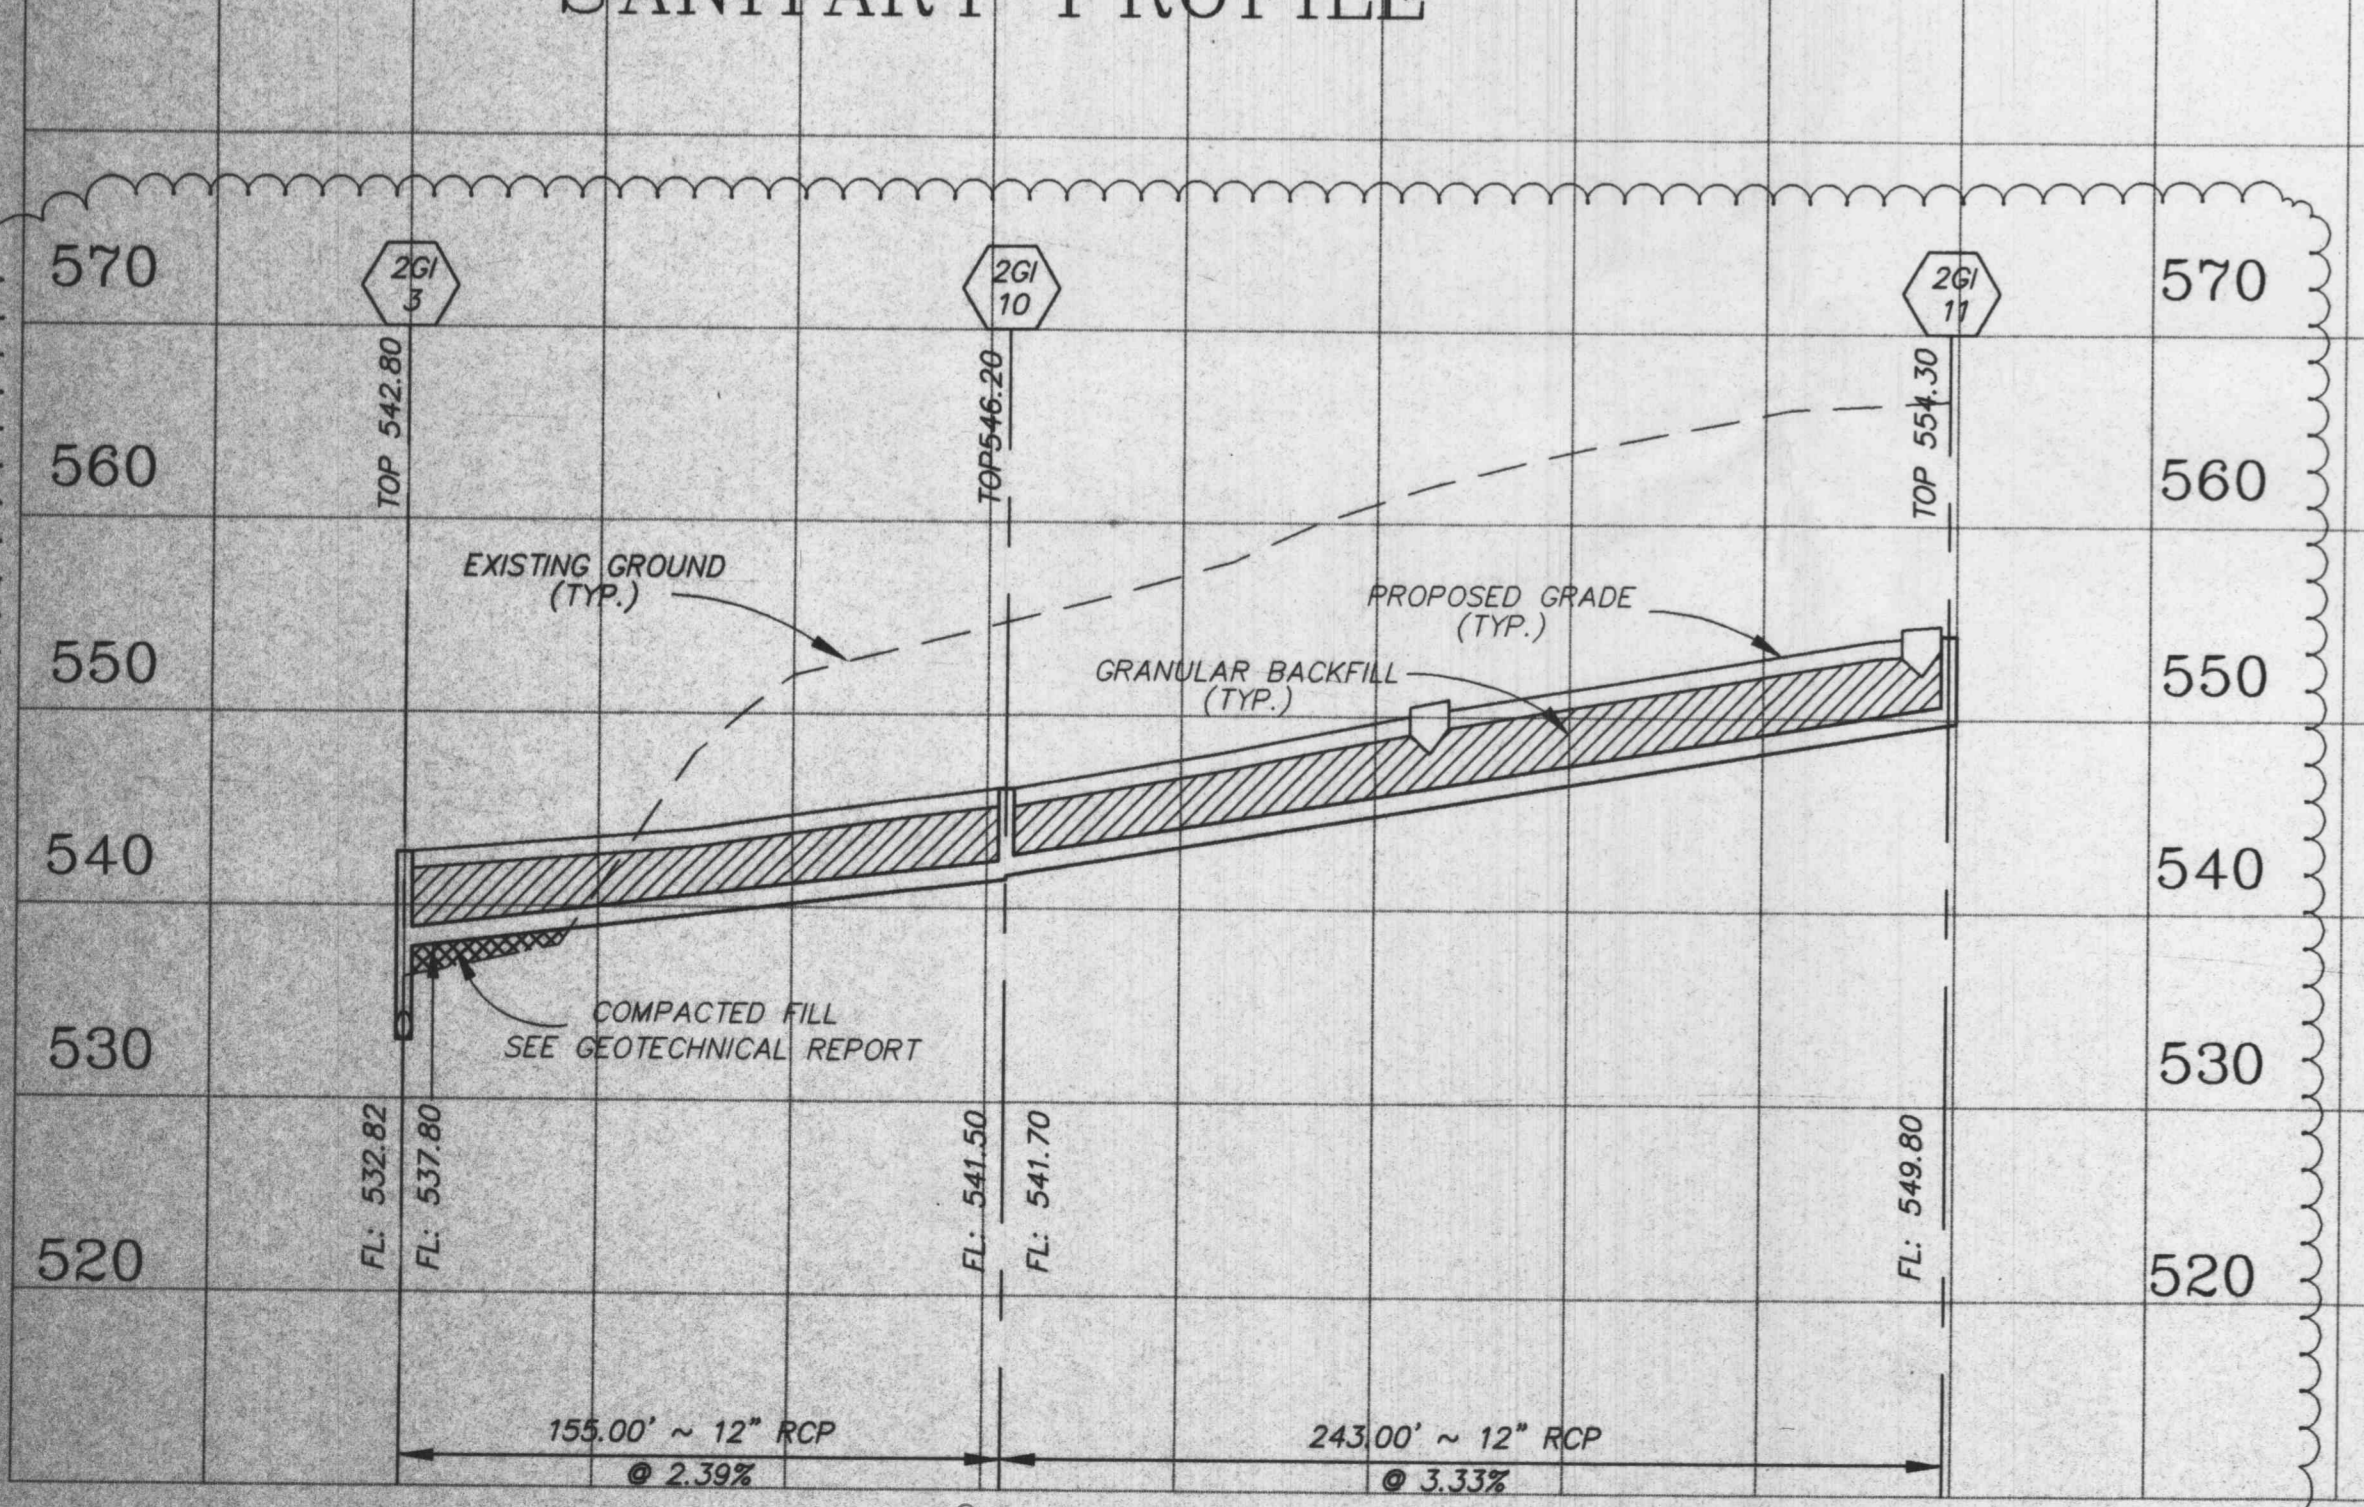 SANITARY PROFILE
570
2GI
3
2GI
10
2GI
11
570
TOP 542.80
TOP546.20
TOP 554.30
560
560
EXISTING GROUND
(TYP.)
PROPOSED GRADE
(TYP.)
550
GRANULAR BACKFILL
(TYP.)
550
540
540
COMPACTED FILL
SEE GEOTECHNICAL REPORT
530
530
FL: 532.82
FL: 537.80
FL: 541.50
FL: 541.70
FL: 549.80
520
520
155.00' ~ 12" RCP
@ 2.39%
243.00' ~ 12" RCP
@ 3.33%